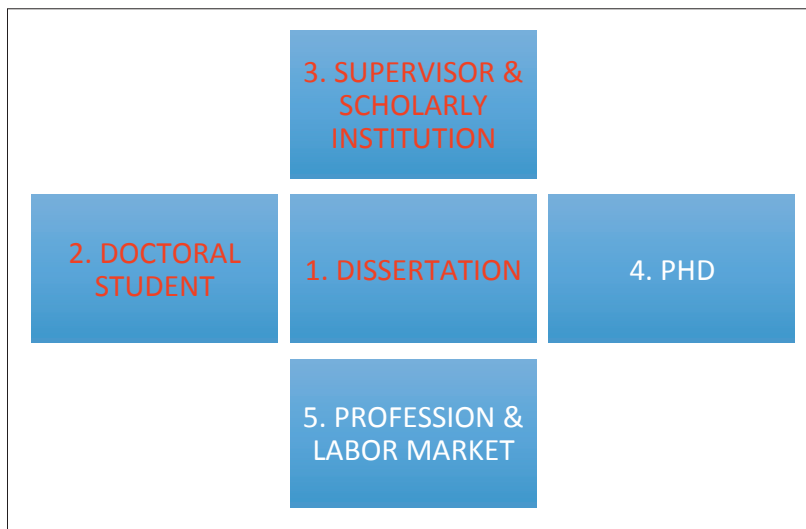 3. SUPERVISOR &
SCHOLARLY
INSTITUTION
2. DOCTORAL
STUDENT
1. DISSERTATION
4. PHD
5. PROFESSION &
LABOR MARKET